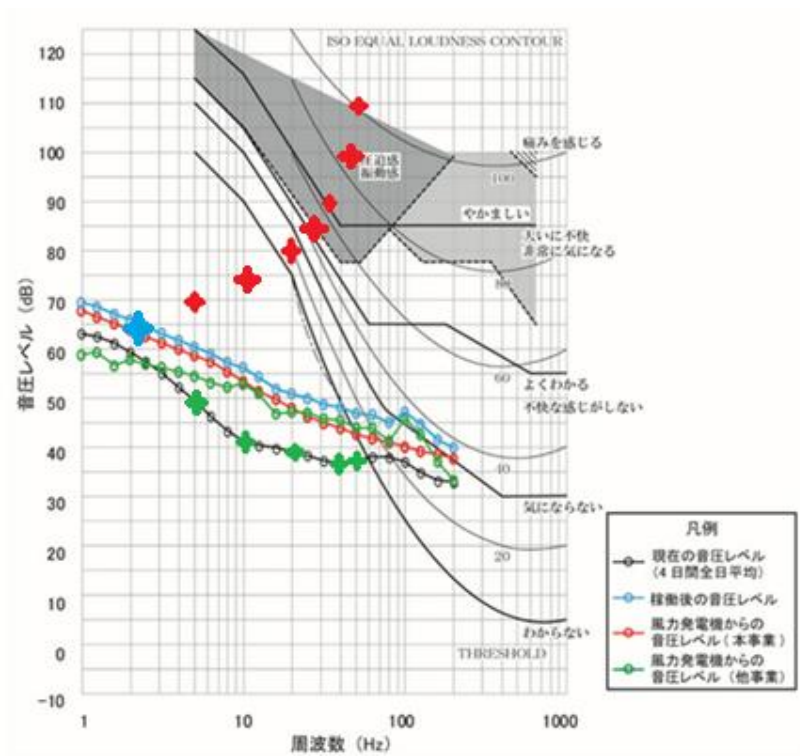 ISO EQUAL LOUDNESS CONTOUR
120
110
100
90
80
70
60
50
40
30
20
10
0
-10
音圧レベル (dB)
痛みを感じる
圧迫感
振動感
100
やかましい
大いに不快
非常に気になる
80
60
よくわかる
不快な感じがしない
40
気にならない
20
わからない
THRESHOLD
1
10
100
1000
周波数 (Hz)
凡例
現在の音圧レベル
(4日間全日平均)
稼働後の音圧レベル
風力発電機からの
音圧レベル(本事業)
風力発電機からの
音圧レベル (他事業)